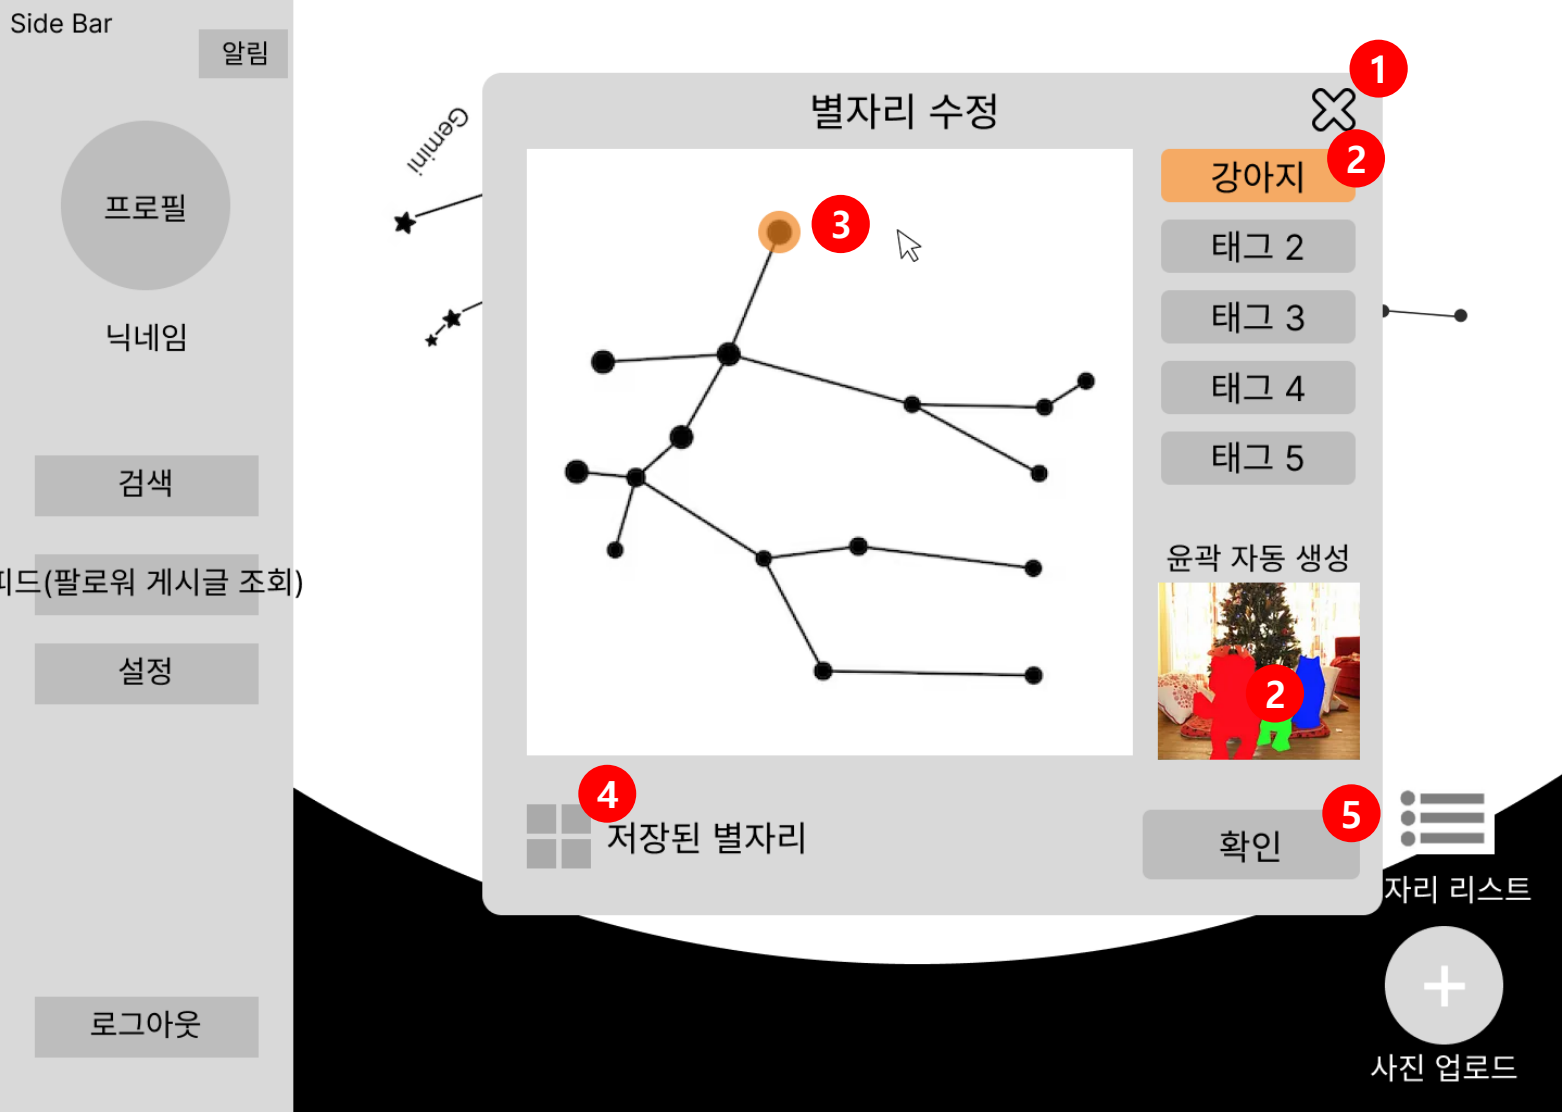 Side Bar
알림
프로필
닉네임
검색
피드(팔로워 게시글 조회)
설정
로그아웃
Gemini
별자리 수정
1
강아지
2
3
태그 2
태그 3
태그 4
태그 5
윤곽 자동 생성
2
4
저장된 별자리
5
확인
자리 리스트
사진 업로드